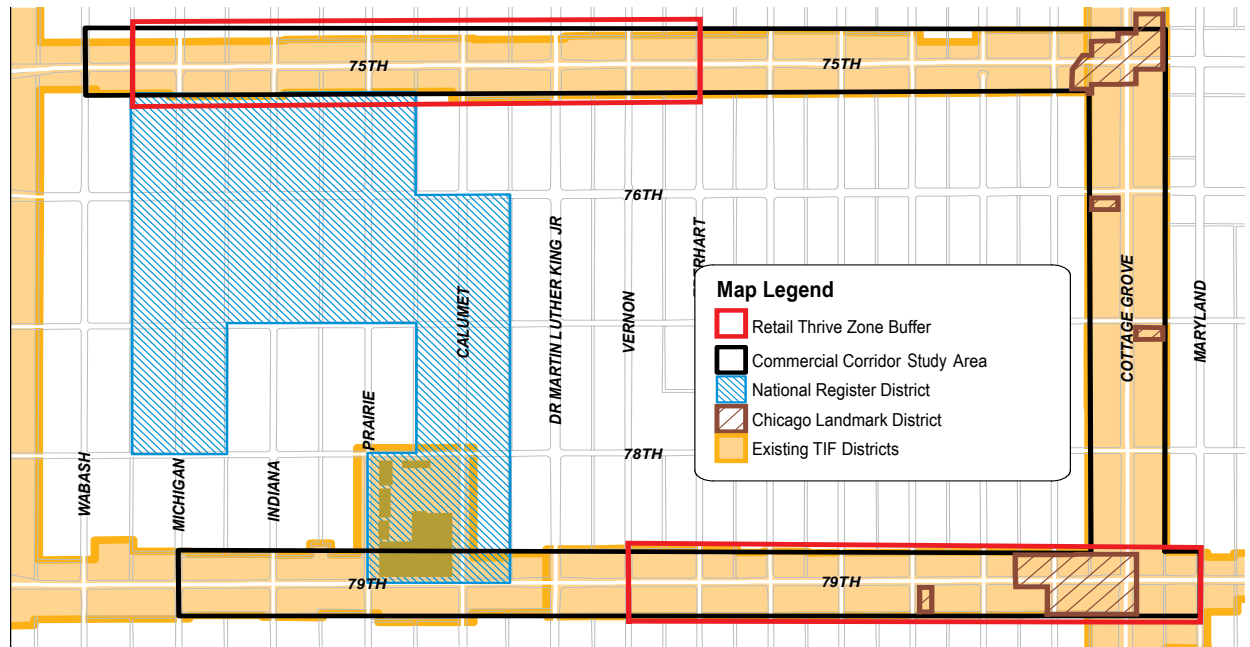 75TH
75TH
76TH
DR MARTIN LUTHER KING JR
CALUMET
VERNON
COTTAGE GROVE
MARYLAND
Map Legend
Retail Thrive Zone Buffer
Commercial Corridor Study Area
National Register District
Chicago Landmark District
Existing TIF Districts
PRAIRIE
78TH
WABASH
MICHIGAN
INDIANA
79TH
79TH